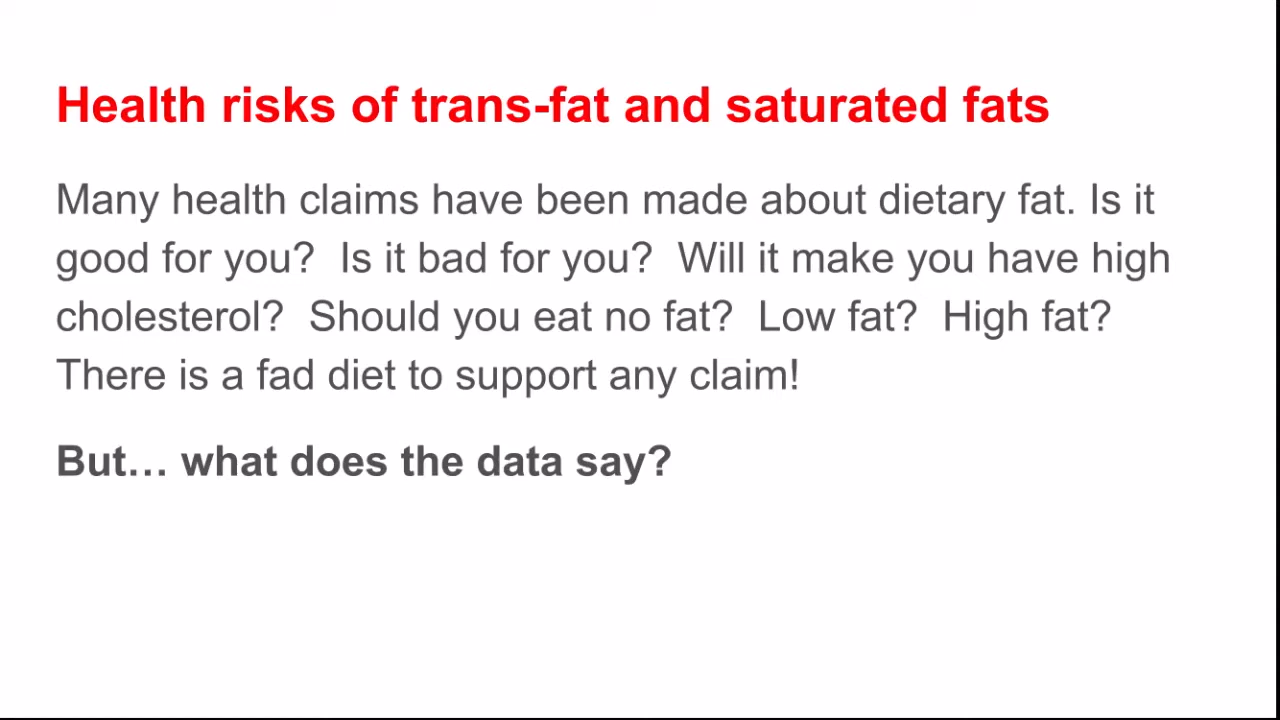 Health risks of trans-fat and saturated fats
Many health claims have been made about dietary fat. Is it
good for you?  Is it bad for you?  Will it make you have high
cholesterol?  Should you eat no fat?  Low fat?  High fat?
There is a fad diet to support any claim!
But… what does the data say?